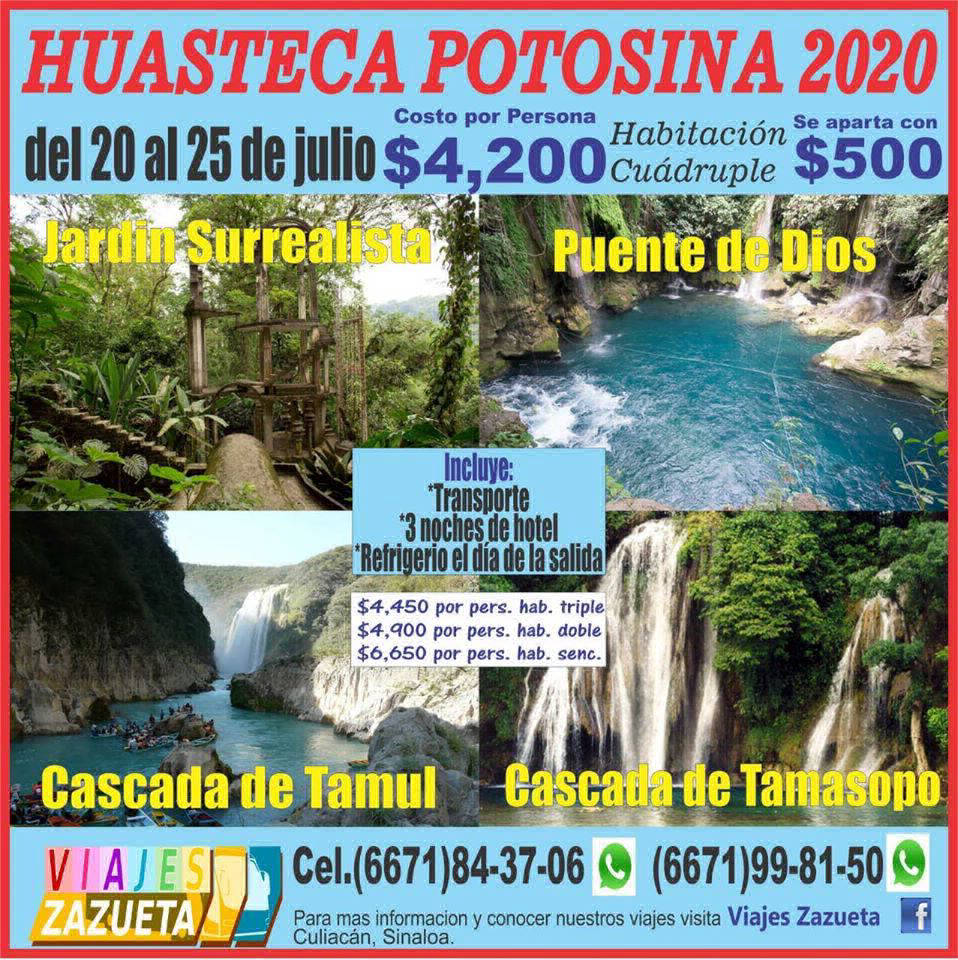 HUASTECA POTOSINA 2020
del 20 al 25 de julio
Costo por Persona
$4,200
Habitación
Cuádruple
Se aparta con
$500
Jardin Surrealista
Puente de Dios
Incluye:
*Transporte
*3 noches de hotel
*Refrigerio el día de la salida
$4,450 por pers. hab. triple
$4,900 por pers. hab. doble
$6,650 por pers. hab. senc.
Cascada de Tamul
Cascada de Tamasopo
VIAJES
ZAZUETA
Cel.(6671)84-37-06
(6671)99-81-50
Para mas informacion y conocer nuestros viajes visita Viajes Zazueta f
Culiacán, Sinaloa.